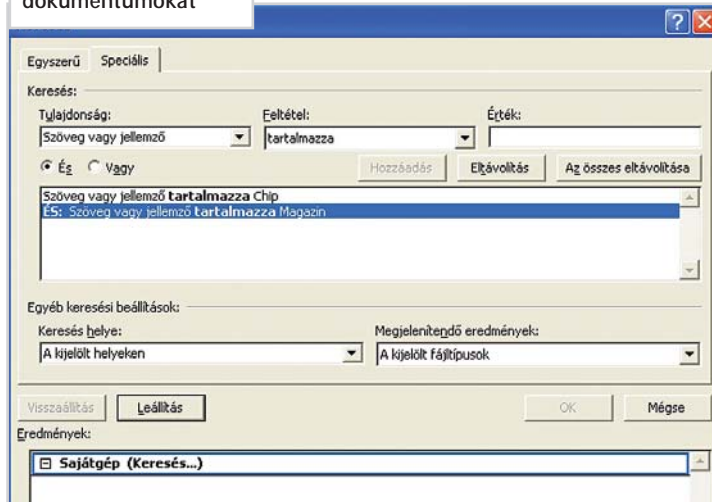 dokumentumokat
Egyszerű Speciális
Keresés:
Tulajdonság: Feltétel: Érték:
Szöveg vagy jellemző tartalmazza
És Vagy Hozzáadás Eltávolítás Az összes eltávolítása
Szöveg vagy jellemző tartalmazza Chip
ÉS: Szöveg vagy jellemző tartalmazza Magazin
Egyéb keresési beállítások:
Keresés helye: Megjelenítendő eredmények:
A kijelölt helyeken A kijelölt fájltípusok
Visszaállítás Leállítás OK Mégse
Eredmények:
Sajátgép (Keresés...)